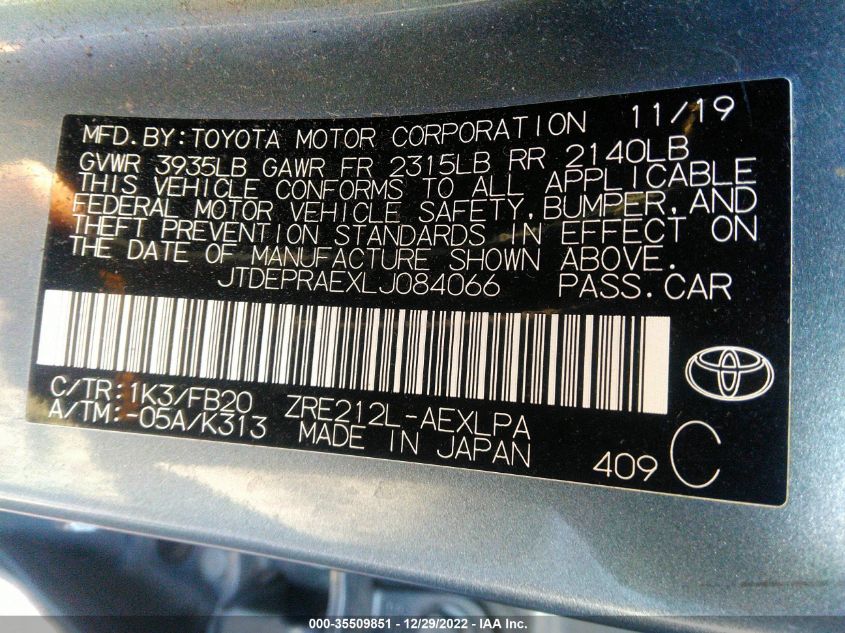 MFD.BY:TOYOTA MOTOR CORPORATION 11/19
GVWR 3935LB GAWR FR 2315LB RR 2140LB
THIS VEHICLE CONFORMS TO ALL APPLICABLE
FEDERAL MOTOR VEHICLE SAFETY,BUMPER,AND
THEFT PREVENTION STANDARDS IN EFFECT ON
THE DATE OF MANUFACTURE SHOWN ABOVE.
JTDEPRAEXLJ084066 PASS.CAR
C/TR:1K3/FB20 ZRE212L-AEXLPA
A/TM:-05A/K313 MADE IN JAPAN
409 C
000-35509851 - 12/29/2022 - IAA Inc.